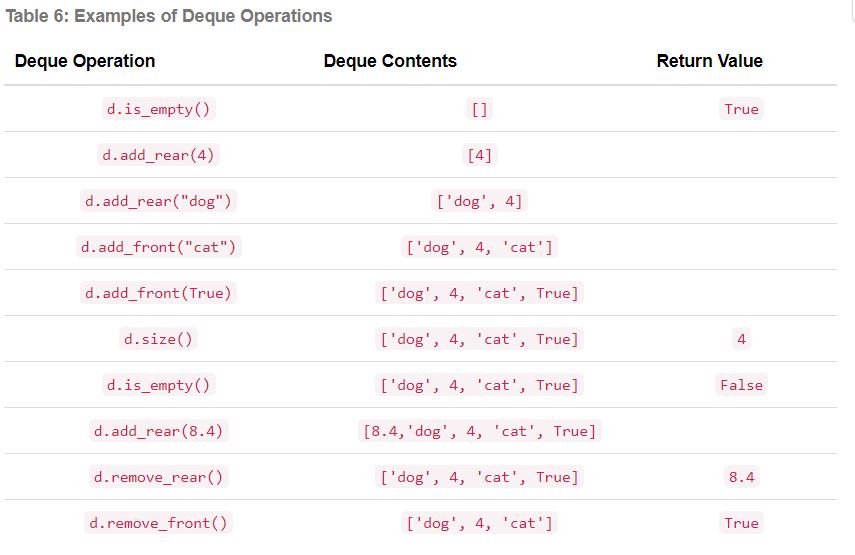 Table 6: Examples of Deque Operations
Deque Operation Deque Contents Return Value
d.is_empty() [] True
d.add_rear(4) [4]
d.add_rear("dog") ['dog', 4]
d.add_front("cat") ['dog', 4, 'cat']
d.add_front(True) ['dog', 4, 'cat', True]
d.size() ['dog', 4, 'cat', True] 4
d.is_empty() ['dog', 4, 'cat', True] False
d.add_rear(8.4) [8.4,'dog', 4, 'cat', True]
d.remove_rear() ['dog', 4, 'cat', True] 8.4
d.remove_front() ['dog', 4, 'cat'] True